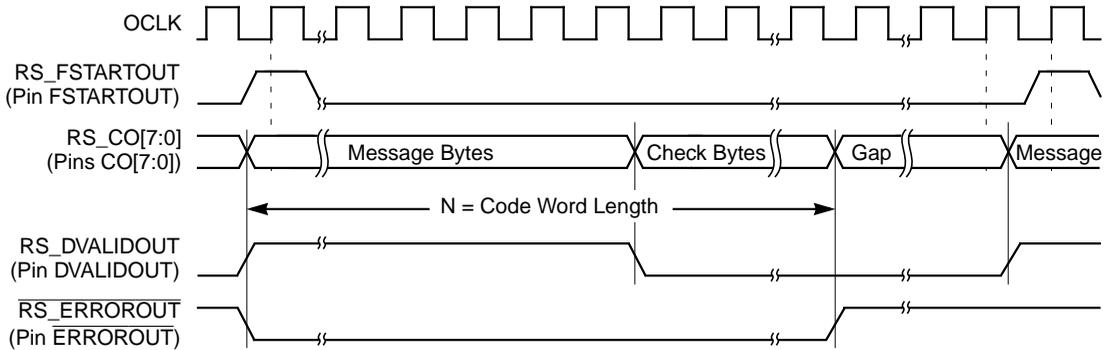 OCLK
RS_FSTARTOUT
(Pin FSTARTOUT)
RS_CO[7:0]
(Pins CO[7:0])
Message Bytes
Check Bytes
Gap
Message
N = Code Word Length
RS_DVALIDOUT
(Pin DVALIDOUT)
RS_ERROROUT
(Pin ERROROUT)